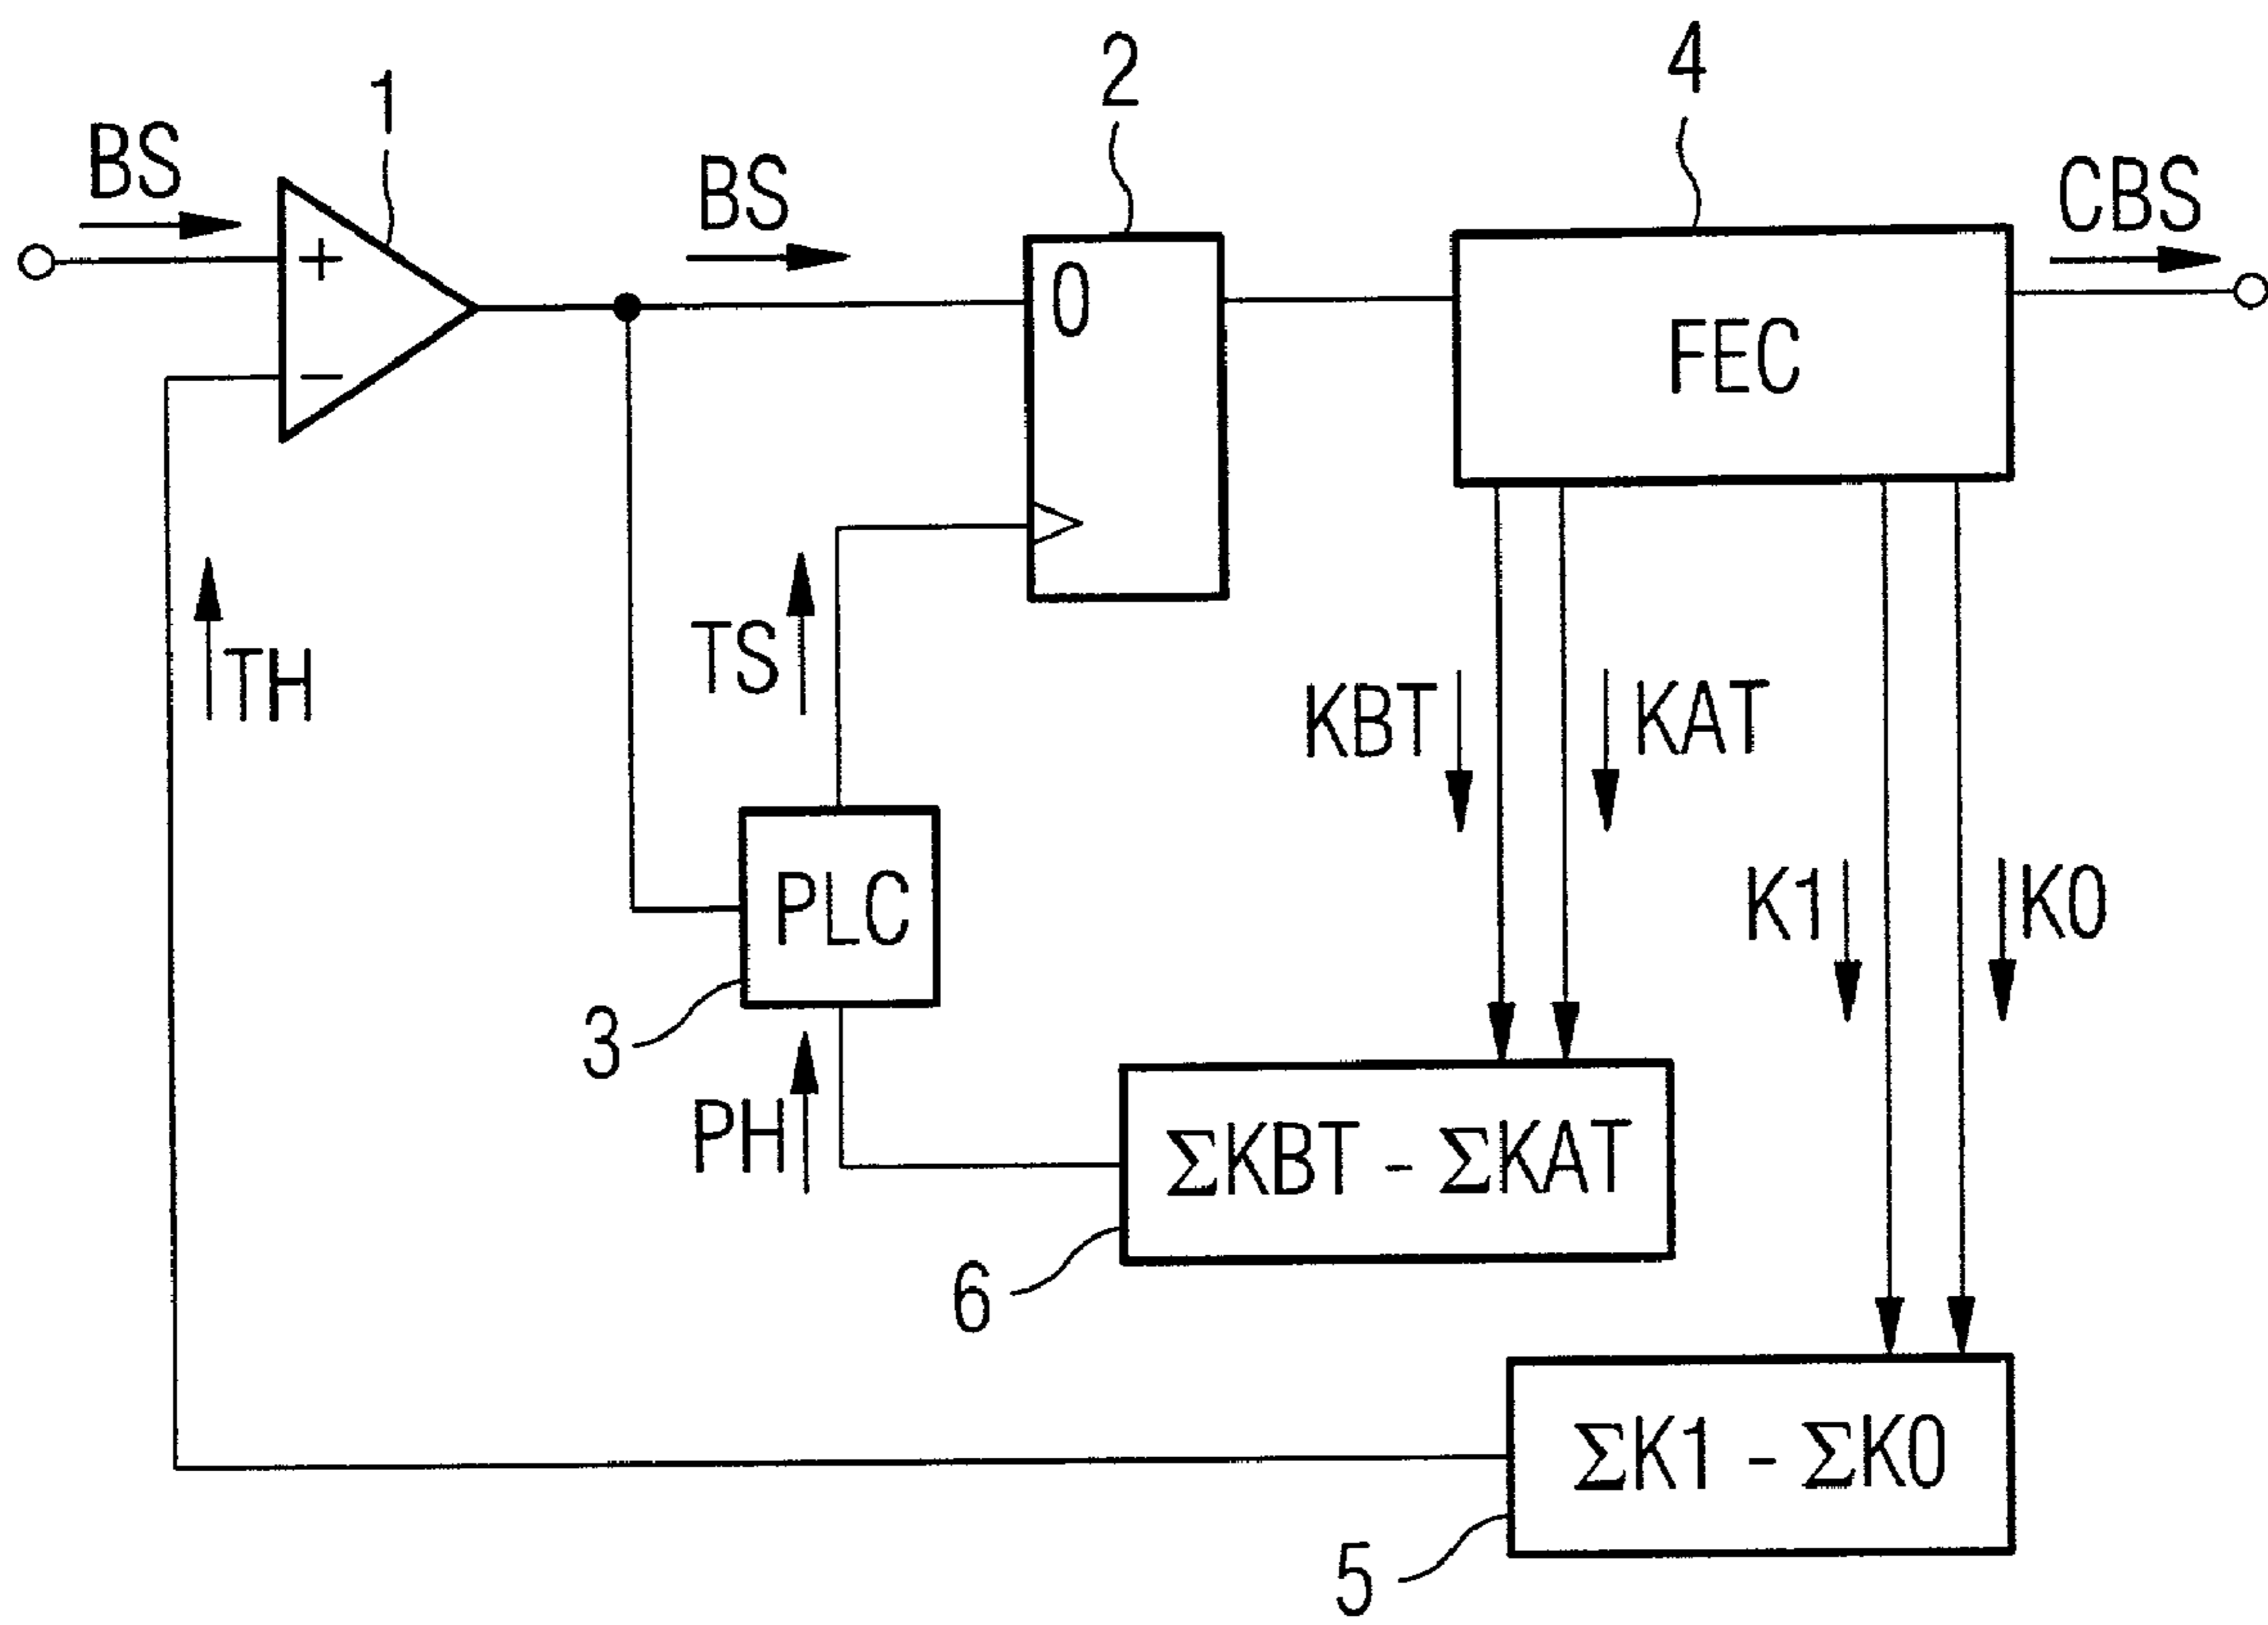 1
2
4
BS
BS
CBS
+
0
FEC
−
TH
TS
KBT
KAT
PLC
K1
K0
3
PH
ΣKBT - ΣKAT
6
ΣK1 - ΣK0
5